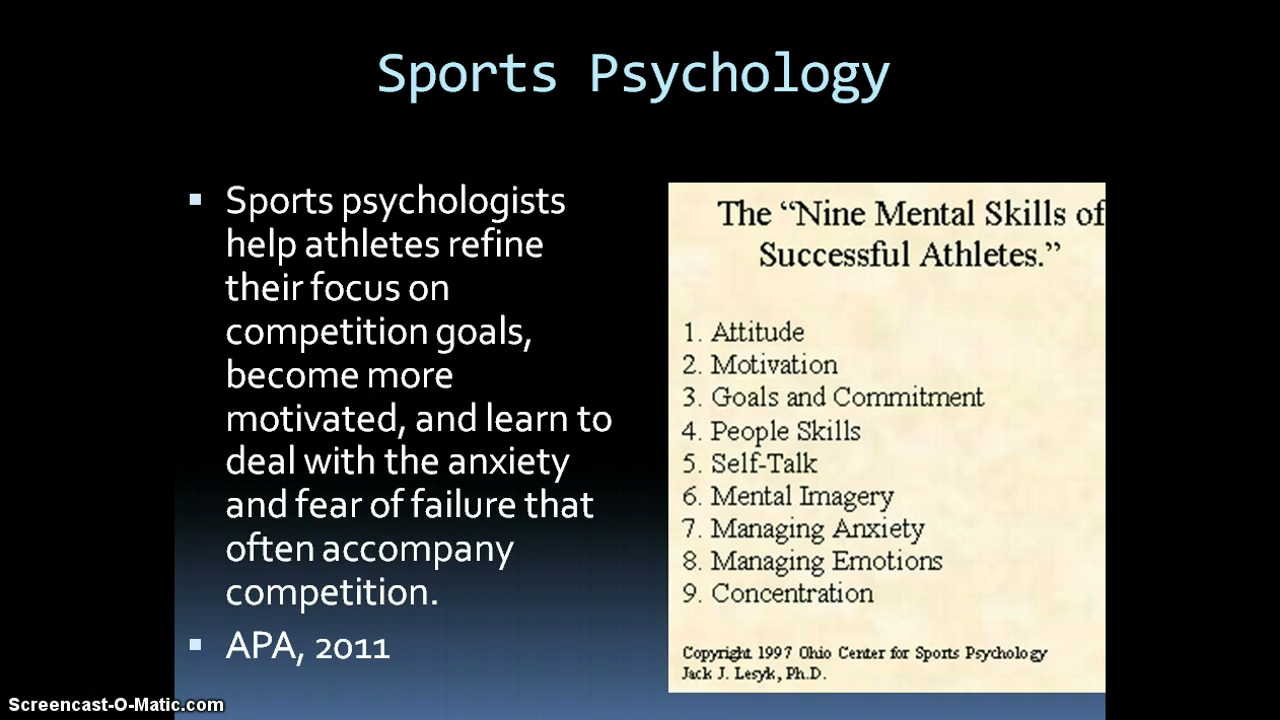 Sports Psychology
▪ Sports psychologists
help athletes refine
their focus on
competition goals,
become more
motivated, and learn to
deal with the anxiety
and fear of failure that
often accompany
competition.
▪ APA, 2011
The “Nine Mental Skills of
Successful Athletes.”
1. Attitude
2. Motivation
3. Goals and Commitment
4. People Skills
5. Self-Talk
6. Mental Imagery
7. Managing Anxiety
8. Managing Emotions
9. Concentration
Copyright 1997 Ohio Center for Sports Psychology
Jack J. Lesyk, Ph.D.
Screencast-O-Matic.com